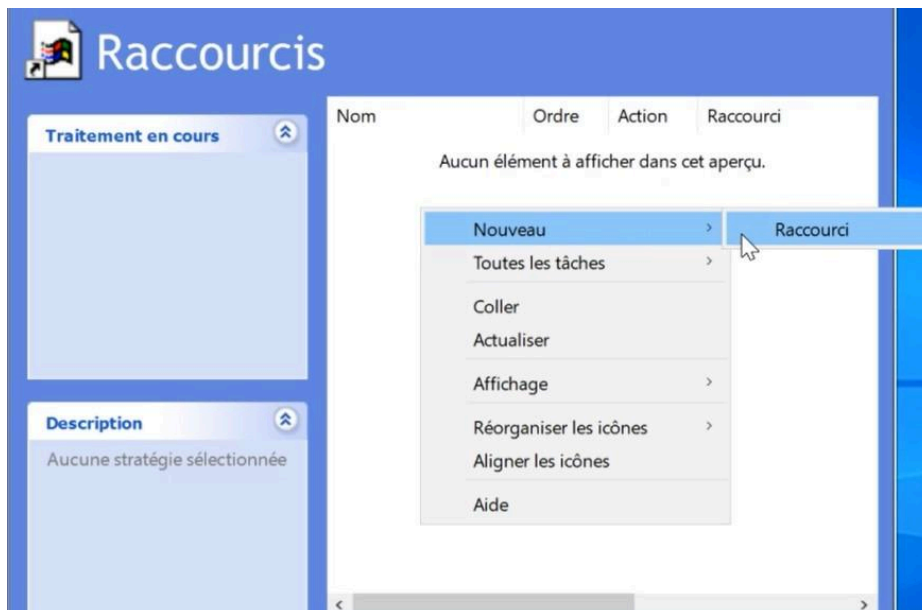 Raccourcis
Traitement en cours
Description
Aucune stratégie sélectionnée
Nom Ordre Action Raccourci
Aucun élément à afficher dans cet aperçu.
Nouveau
Raccourci
Toutes les tâches
Coller
Actualiser
Affichage
Réorganiser les icônes
Aligner les icônes
Aide